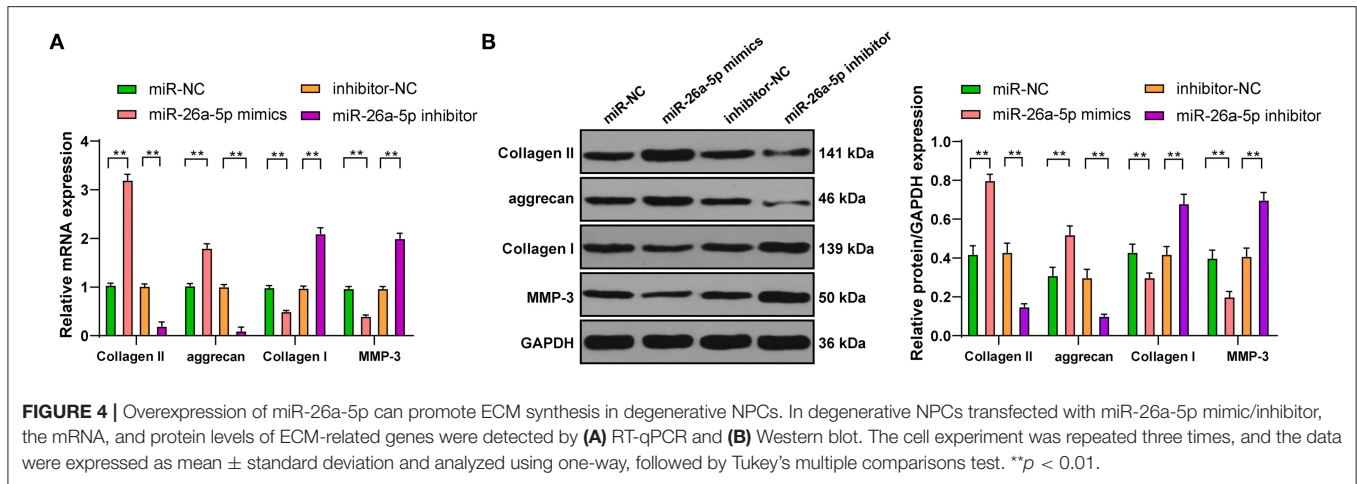 A
miR-NC
inhibitor-NC
miR-26a-5p mimics
miR-26a-5p inhibitor
Relative mRNA expression
4
3
2
1
0
** ** ** ** ** ** ** **
Collagen II aggrecan Collagen I MMP-3
B
miR-NC
miR-26a-5p mimics
inhibitor-NC
miR-26a-5p inhibitor
Collagen II 141 kDa
aggrecan 46 kDa
Collagen I 139 kDa
MMP-3 50 kDa
GAPDH 36 kDa
miR-NC
inhibitor-NC
miR-26a-5p mimics
miR-26a-5p inhibitor
Relative protein/GAPDH expression
1.0
0.8
0.6
0.4
0.2
0.0
** ** ** ** ** ** ** **
Collagen II aggrecan Collagen I MMP-3
FIGURE 4 | Overexpression of miR-26a-5p can promote ECM synthesis in degenerative NPCs. In degenerative NPCs transfected with miR-26a-5p mimic/inhibitor,
the mRNA, and protein levels of ECM-related genes were detected by (A) RT-qPCR and (B) Western blot. The cell experiment was repeated three times, and the data
were expressed as mean ± standard deviation and analyzed using one-way, followed by Tukey's multiple comparisons test. **p < 0.01.